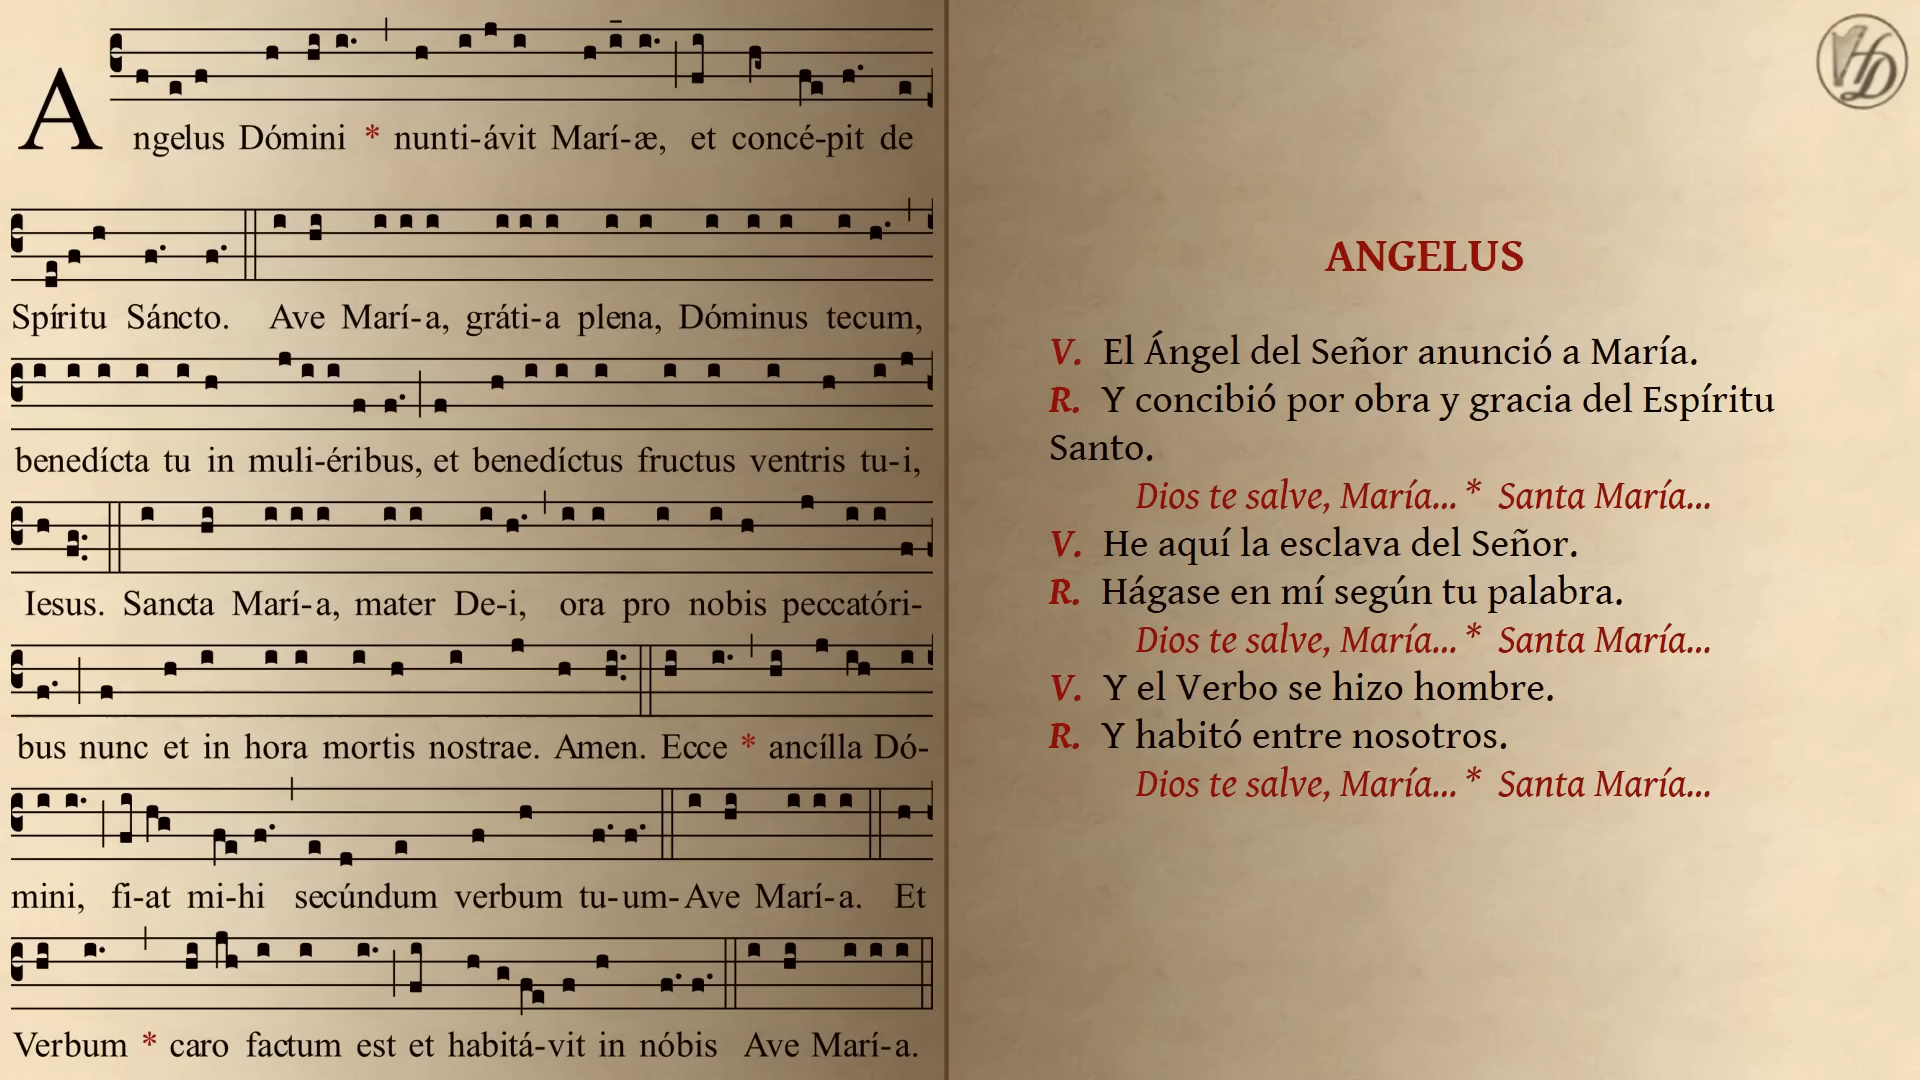 Angelus Dómini * nunti-ávit Marí-æ, et concé-pit de
Spíritu Sáncto. Ave Marí-a, gráti-a plena, Dóminus tecum,
benedícta tu in muli-éribus, et benedíctus fructus ventris tu-i,
Iesus. Sancta Marí-a, mater De-i, ora pro nobis peccatóri-
bus nunc et in hora mortis nostrae. Amen. Ecce * ancílla Dó-
mini, fi-at mi-hi secúndum verbum tu-um-Ave Marí-a. Et
Verbum * caro factum est et habitá-vit in nóbis Ave Marí-a.
HD
ANGELUS
V. El Ángel del Señor anunció a María.
R. Y concibió por obra y gracia del Espíritu
Santo.
Dios te salve, María... * Santa María...
V. He aquí la esclava del Señor.
R. Hágase en mí según tu palabra.
Dios te salve, María... * Santa María...
V. Y el Verbo se hizo hombre.
R. Y habitó entre nosotros.
Dios te salve, María... * Santa María...